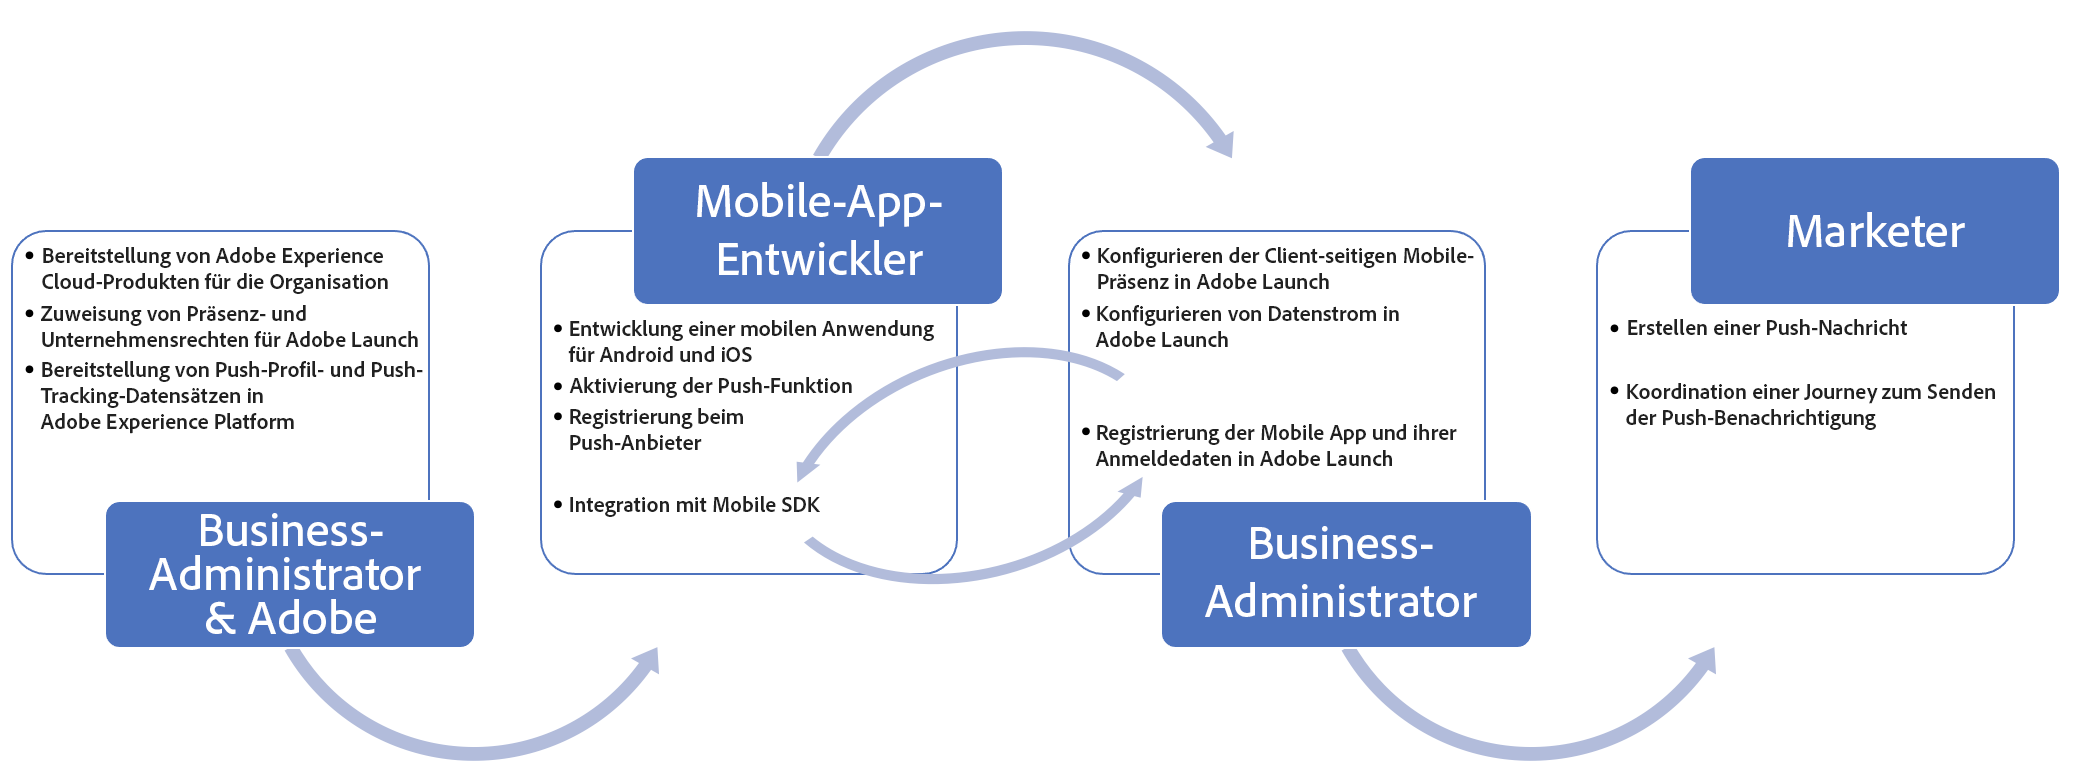 • Bereitstellung von Adobe Experience
Cloud-Produkten für die Organisation
• Zuweisung von Präsenz- und
Unternehmensrechten für Adobe Launch
• Bereitstellung von Push-Profil- und Push-
Tracking-Datensätzen in
Adobe Experience Platform
Business-
Administrator
& Adobe
Mobile-App-
Entwickler
• Entwicklung einer mobilen Anwendung
für Android und iOS
• Aktivierung der Push-Funktion
• Registrierung beim
Push-Anbieter
• Integration mit Mobile SDK
• Konfigurieren der Client-seitigen Mobile-
Präsenz in Adobe Launch
• Konfigurieren von Datenstrom in
Adobe Launch
• Registrierung der Mobile App und ihrer
Anmeldedaten in Adobe Launch
Business-
Administrator
Marketer
• Erstellen einer Push-Nachricht
• Koordination einer Journey zum Senden
der Push-Benachrichtigung